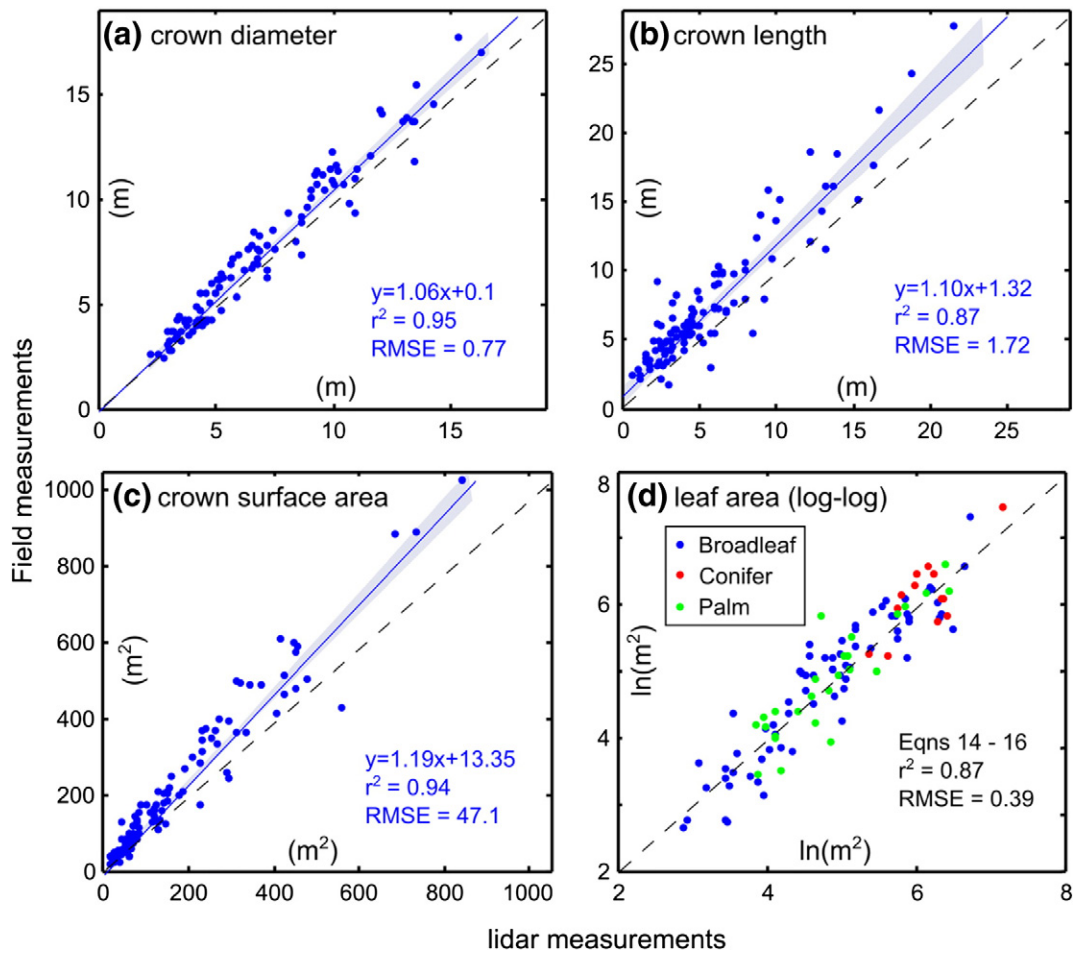 (a) crown diameter
15
10
5
0
(m)
y=1.06x+0.1
r² = 0.95
RMSE = 0.77
(m)
0 5 10 15
(b) crown length
25
20
15
10
5
0
(m)
y=1.10x+1.32
r² = 0.87
RMSE = 1.72
(m)
0 5 10 15 20 25
Field measurements
(c) crown surface area
1000
800
600
400
200
0
(m²)
y=1.19x+13.35
r² = 0.94
RMSE = 47.1
(m²)
0 200 400 600 800 1000
(d) leaf area (log-log)
Broadleaf
Conifer
Palm
8
6
4
2
ln(m²)
Eqns 14 - 16
r² = 0.87
RMSE = 0.39
ln(m²)
2 4 6 8
lidar measurements